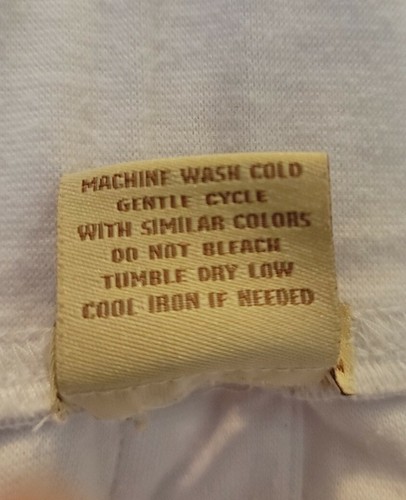 MACHINE WASH COLD
GENTLE CYCLE
WITH SIMILAR COLORS
DO NOT BLEACH
TUMBLE DRY LOW
COOL IRON IF NEEDED